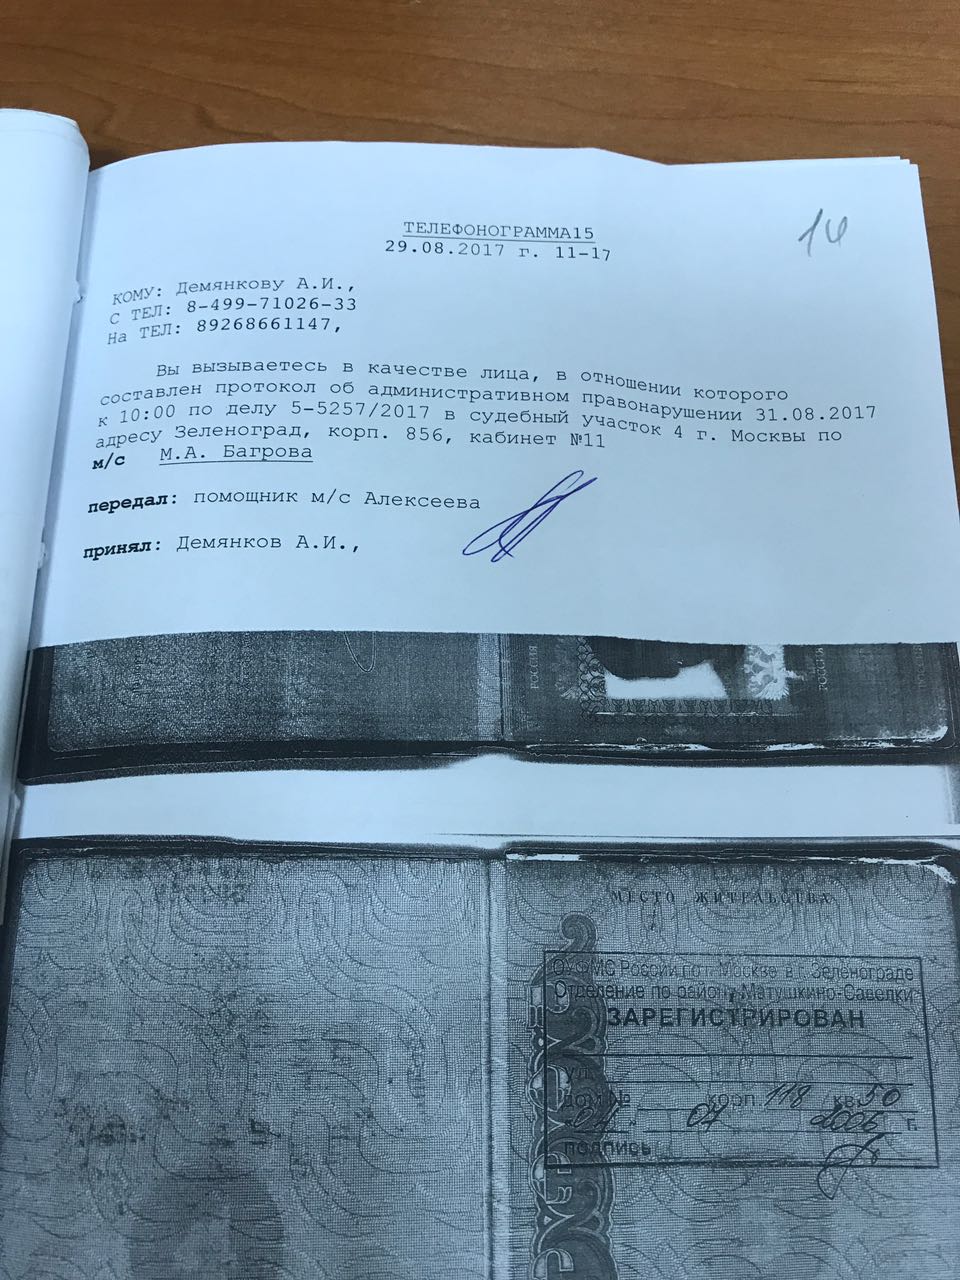 ТЕЛЕФОНОГРАММА15
29.08.2017 г. 11-17
14
КОМУ: Демянкову А.И.,
С ТЕЛ: 8-499-71026-33
На ТЕЛ: 89268661147,
Вы вызываетесь в качестве лица, в отношении которого
составлен протокол об административном правонарушении 31.08.2017
к 10:00 по делу 5-5257/2017 в судебный участок 4 г. Москвы по
адресу Зеленоград, корп. 856, кабинет №11
м/с М.А. Багрова
передал: помощник м/с Алексеева
принял: Демянков А.И.,
РОССИЯ
РОССИЯ
МЕСТО ЖИТЕЛЬСТВА
ОУФМС России по г. Москве в г. Зеленограде
Отделение по району Матушкино-Савелки
ЗАРЕГИСТРИРОВАН
ул.
дом № корп 118 кв. 50
"04" 07 2006 г.
подпись